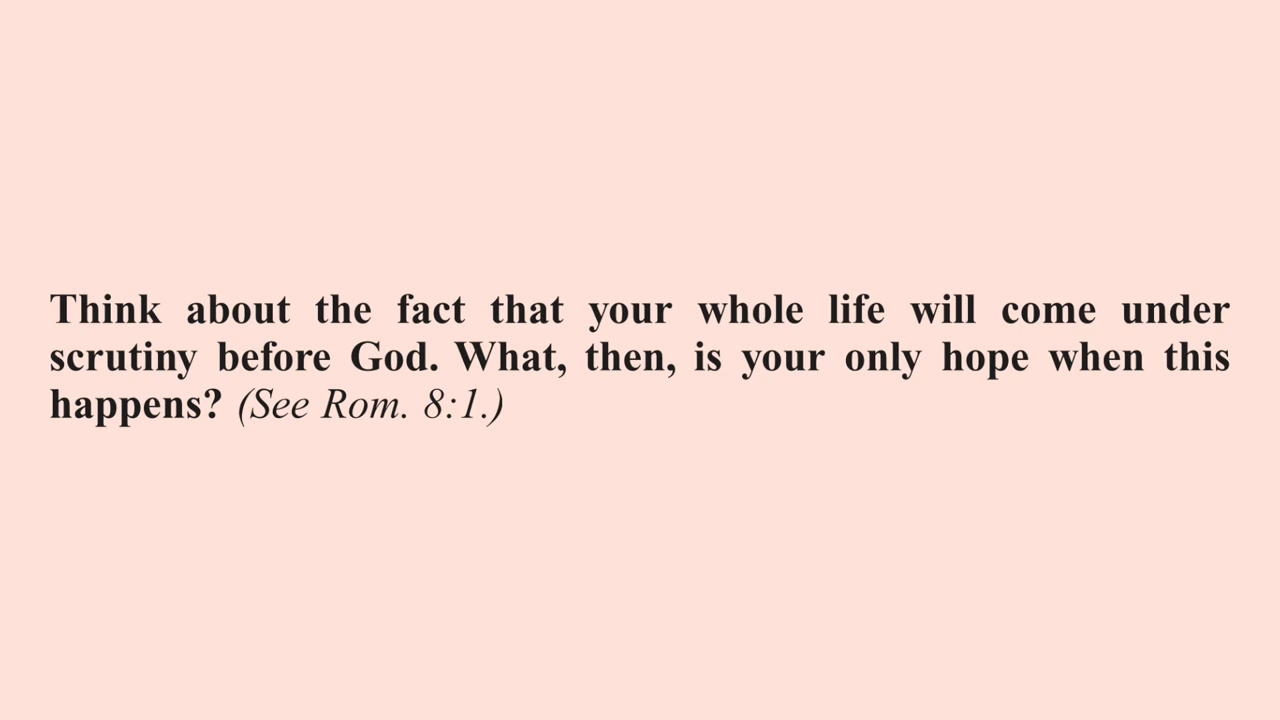 Think about the fact that your whole life will come under
scrutiny before God. What, then, is your only hope when this
happens? (See Rom. 8:1.)